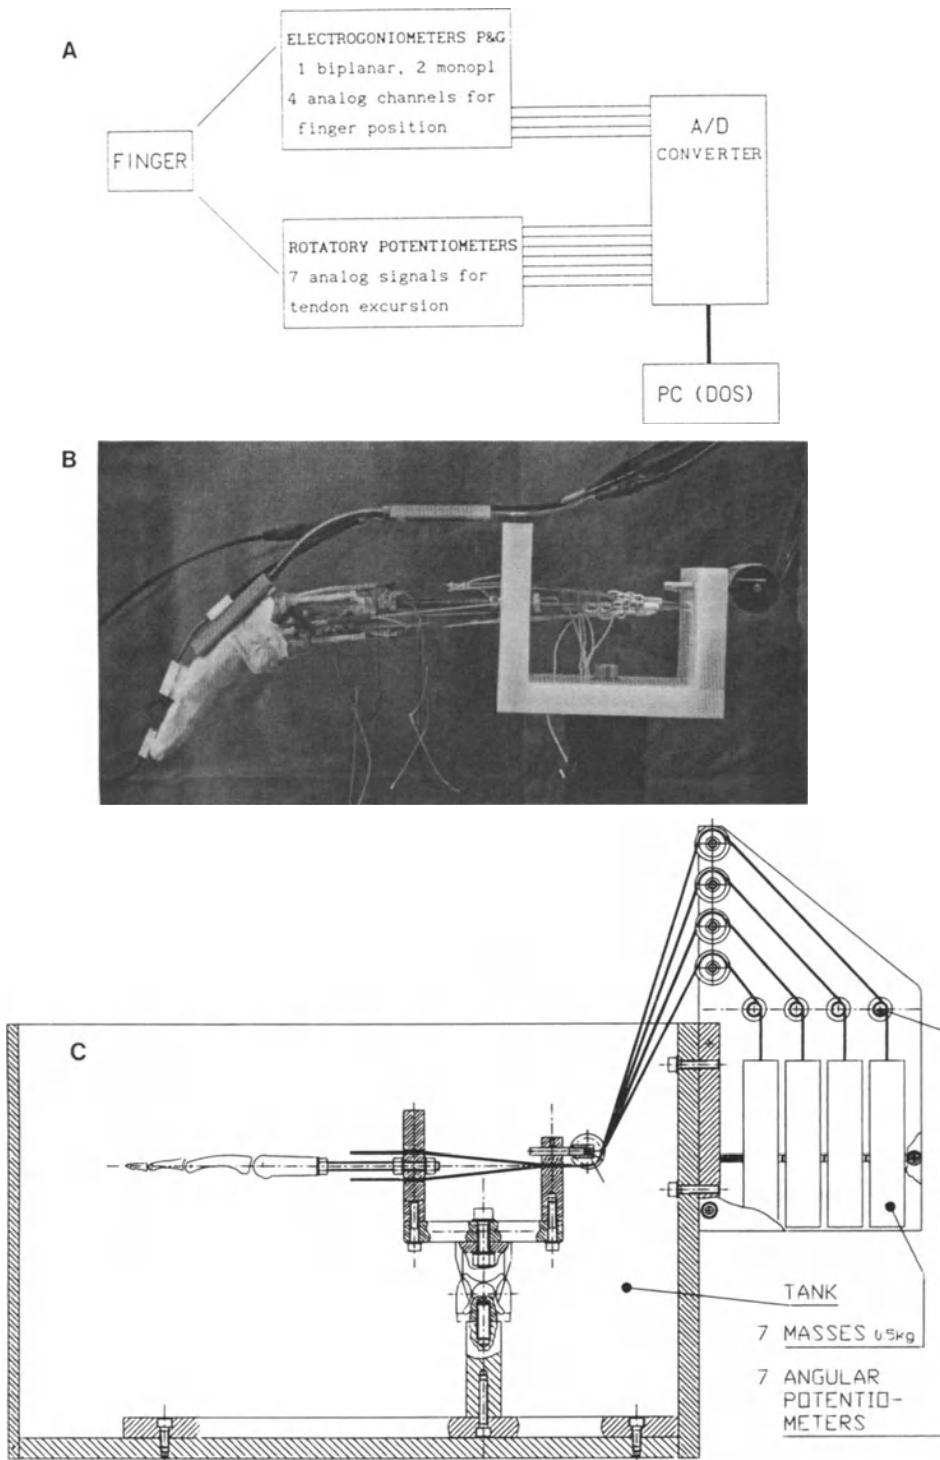 A
ELECTROGONIOMETERS P&G
1 biplanar, 2 monopl
4 analog channels for
finger position
FINGER
A/D
CONVERTER
ROTATORY POTENTIOMETERS
7 analog signals for
tendon excursion
PC (DOS)
B
C
TANK
7 MASSES 0.5kg
7 ANGULAR
POTENTIO-
METERS